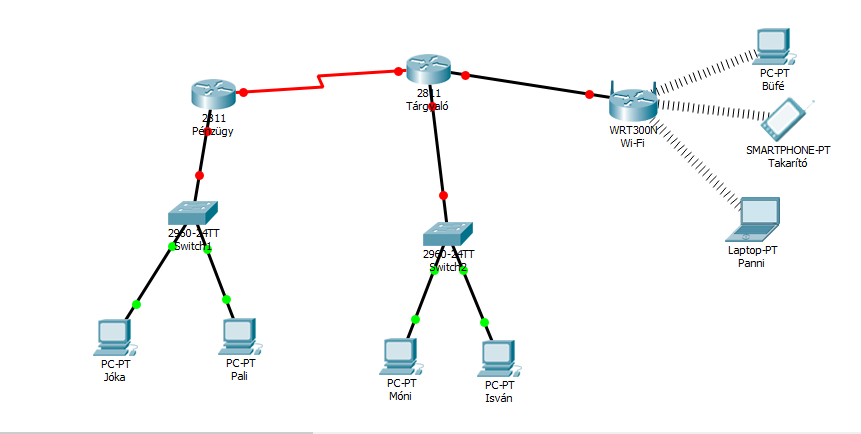 PC-PT
Büfé
2811
Pénzügy
2811
Tárgyaló
WRT300N
Wi-Fi
SMARTPHONE-PT
Takarító
2960-24TT
Switch1
2960-24TT
Switch2
Laptop-PT
Panni
PC-PT
Jóka
PC-PT
Pali
PC-PT
Móni
PC-PT
Isván